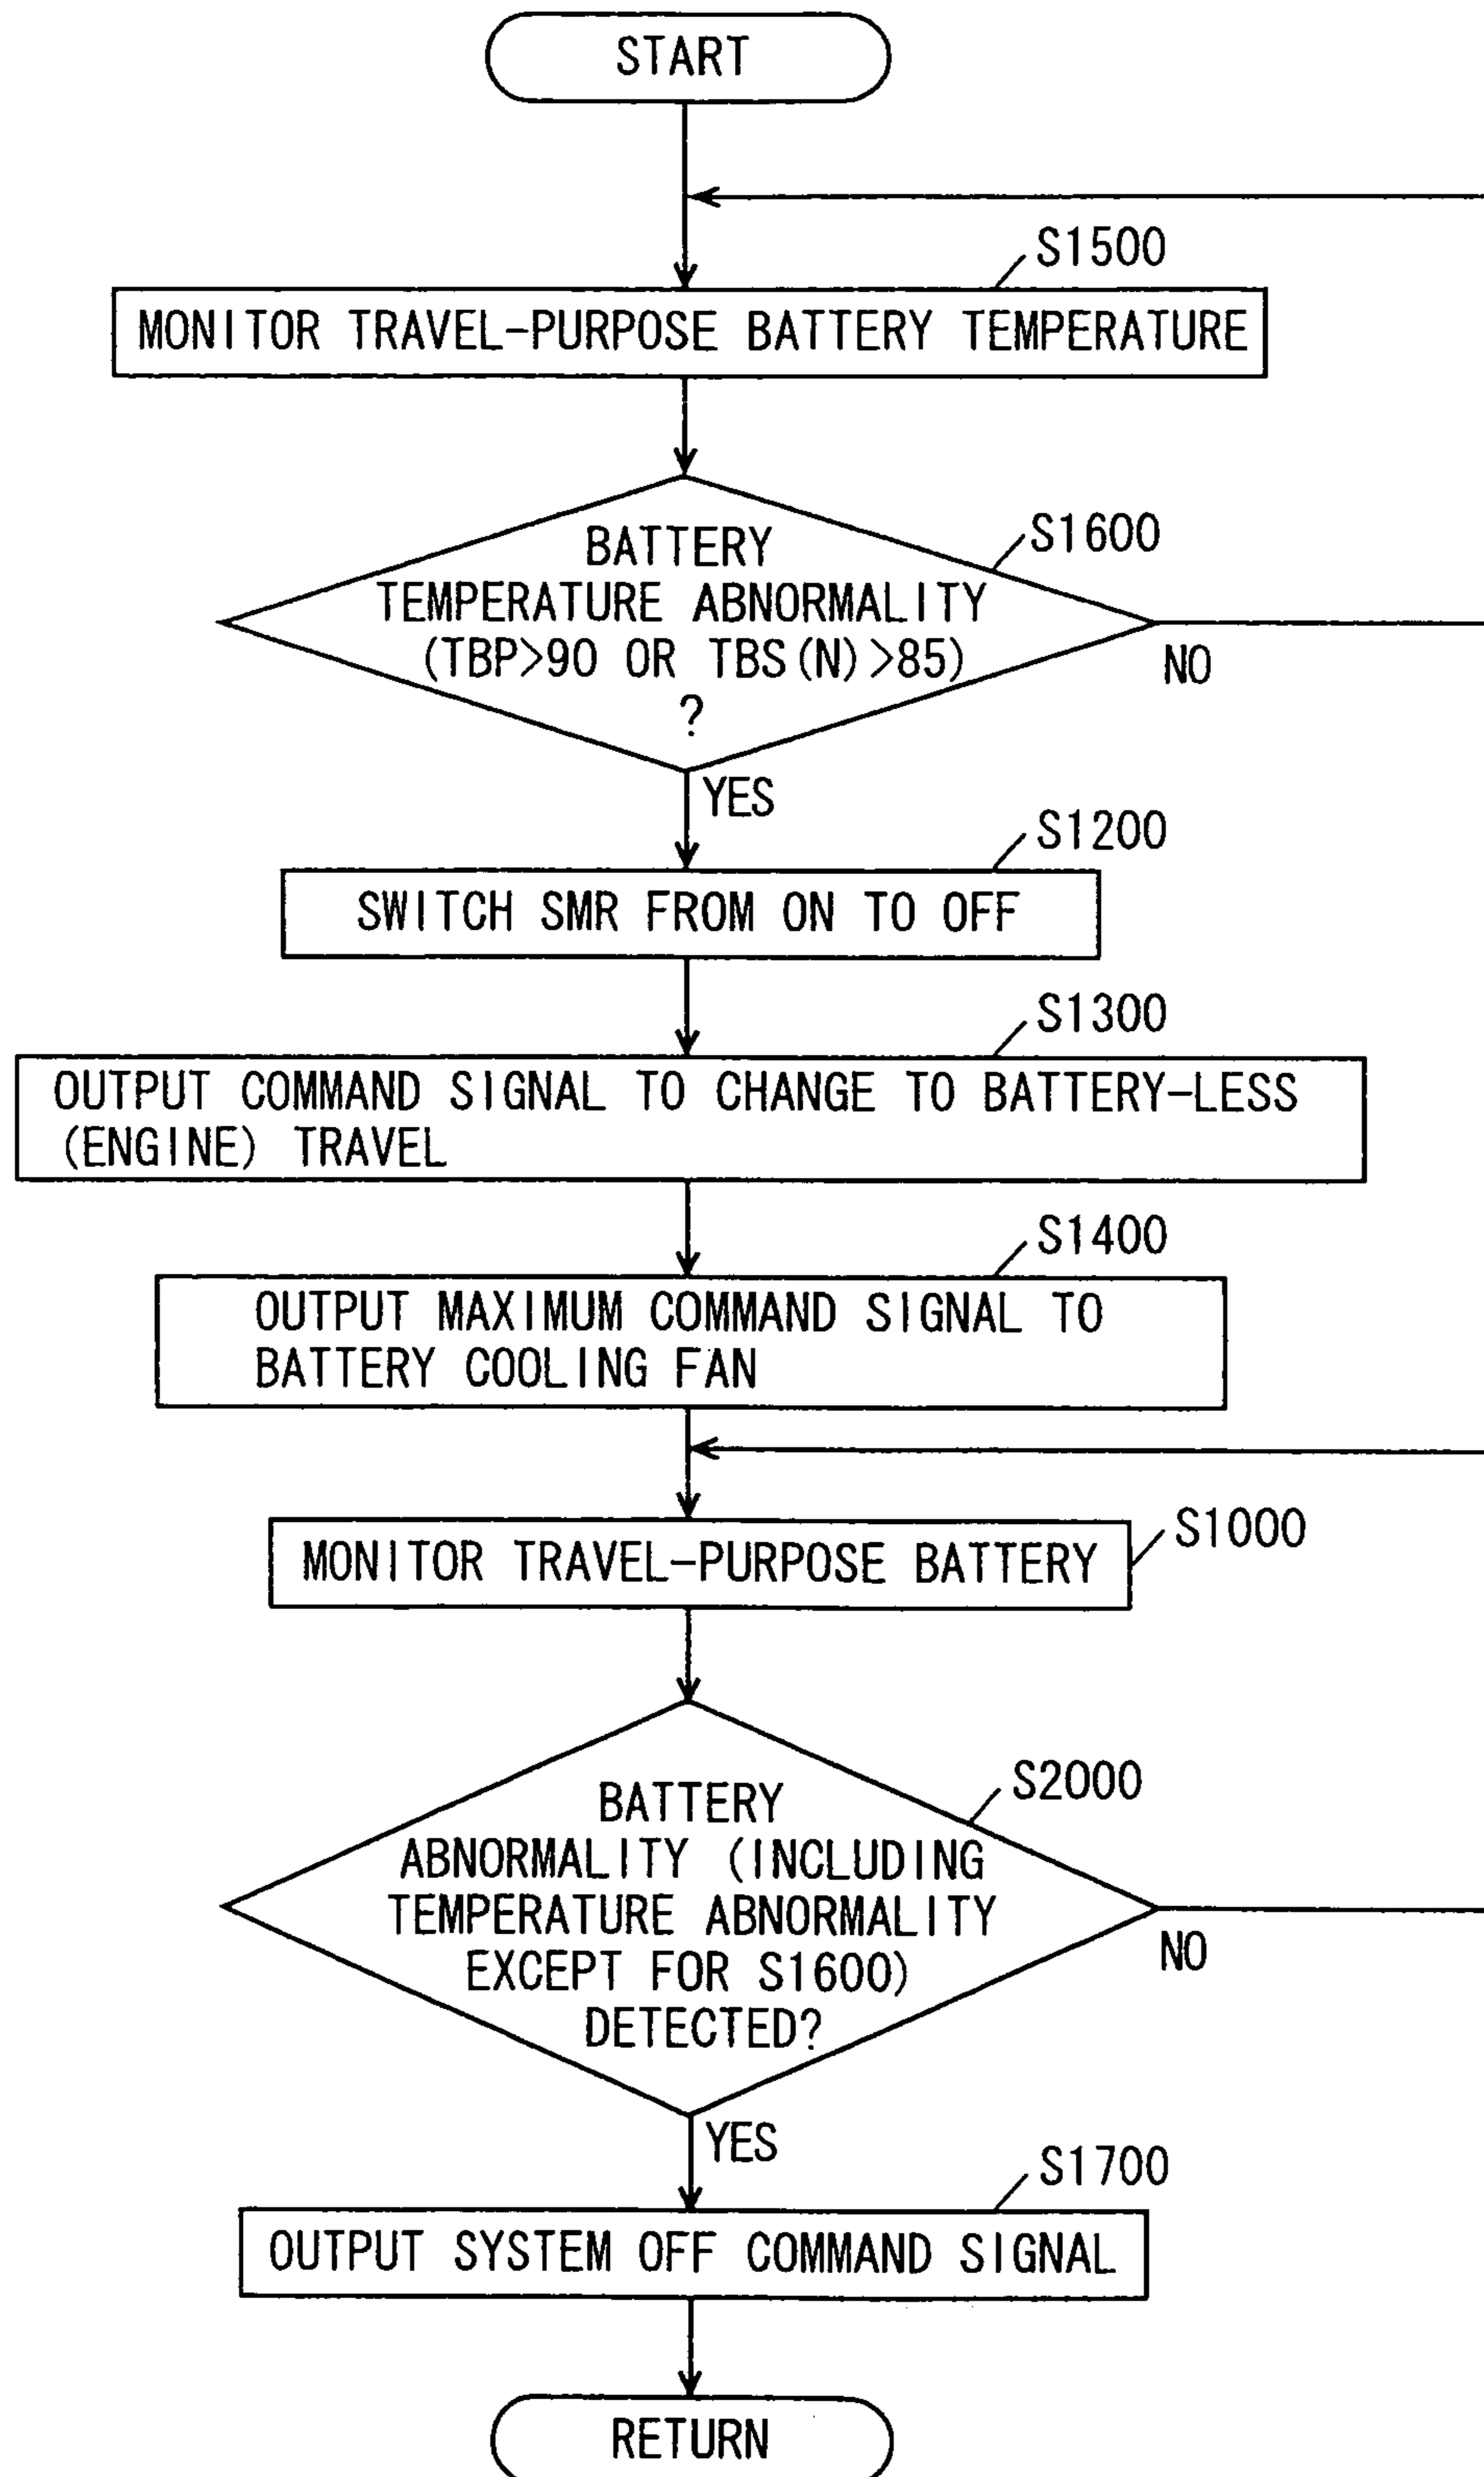 START
S1500
MONITOR TRAVEL-PURPOSE BATTERY TEMPERATURE
S1600
BATTERY
TEMPERATURE ABNORMALITY
(TBP>90 OR TBS(N)>85)
?
NO
YES
S1200
SWITCH SMR FROM ON TO OFF
S1300
OUTPUT COMMAND SIGNAL TO CHANGE TO BATTERY-LESS
(ENGINE) TRAVEL
S1400
OUTPUT MAXIMUM COMMAND SIGNAL TO
BATTERY COOLING FAN
S1000
MONITOR TRAVEL-PURPOSE BATTERY
S2000
BATTERY
ABNORMALITY (INCLUDING
TEMPERATURE ABNORMALITY
EXCEPT FOR S1600)
DETECTED?
NO
YES
S1700
OUTPUT SYSTEM OFF COMMAND SIGNAL
RETURN